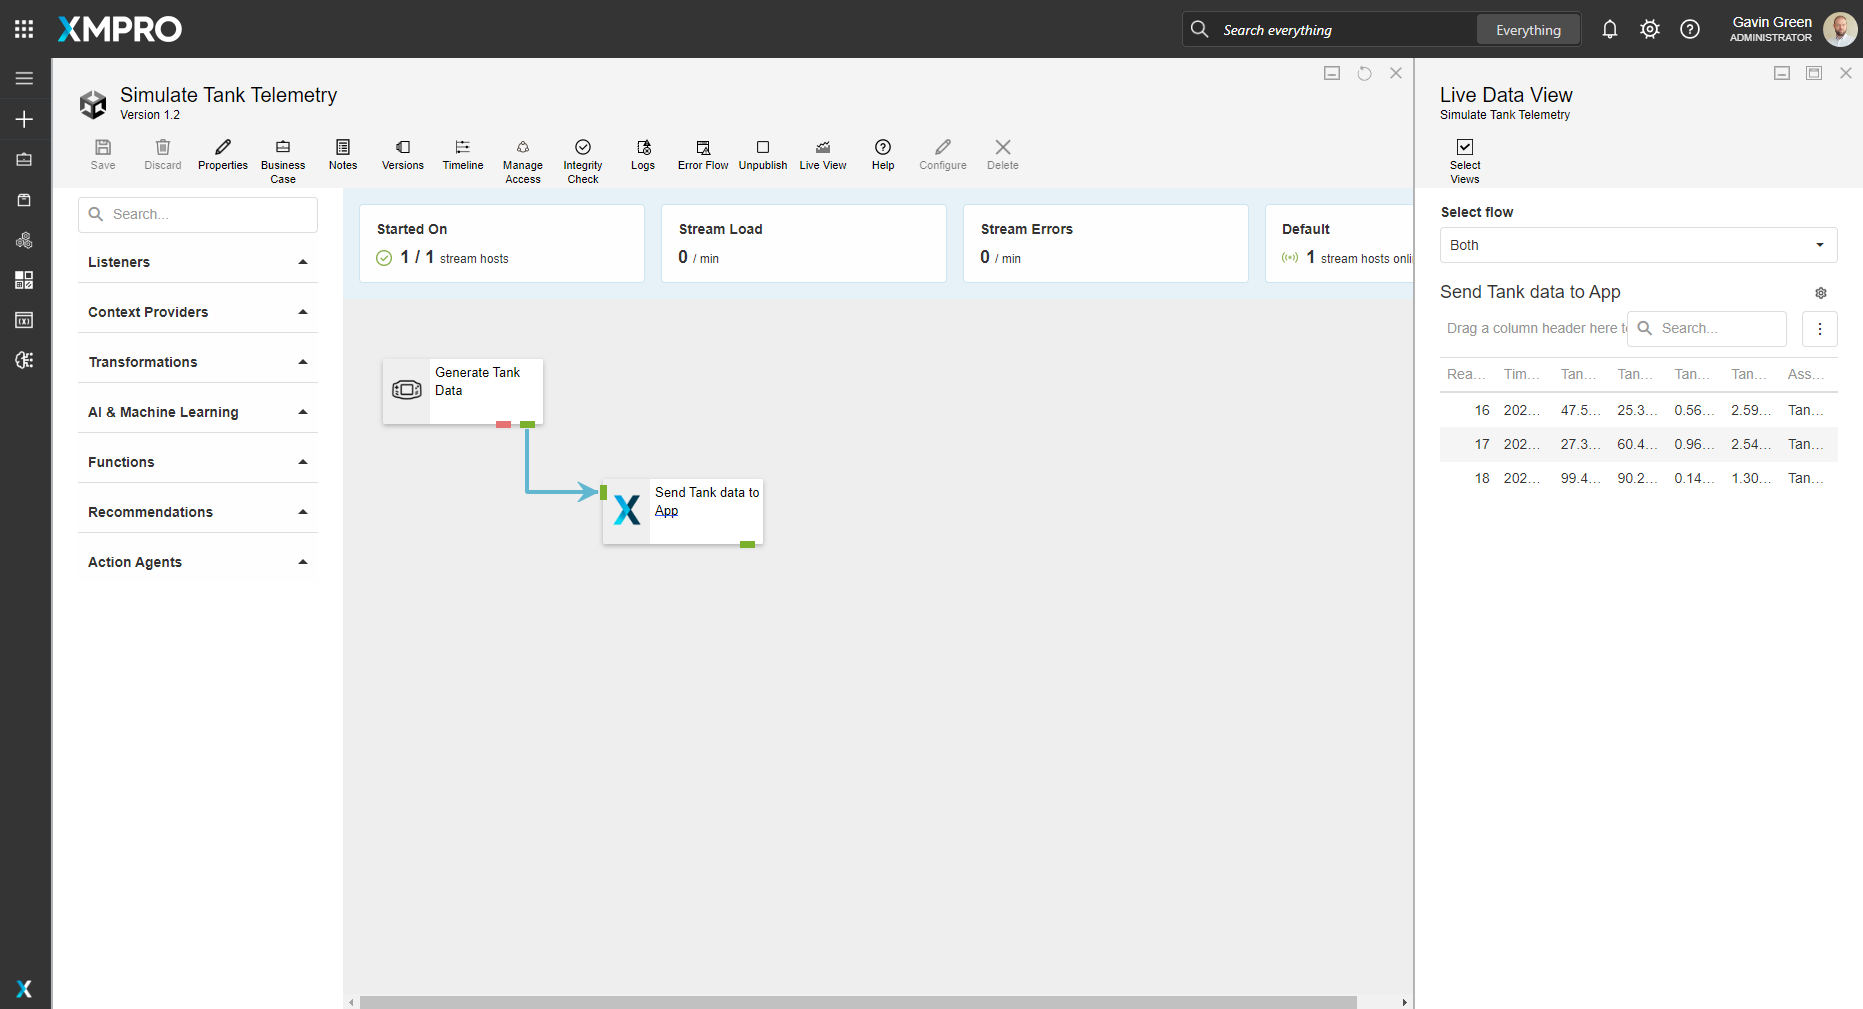 XMPRO
Search everything
Everything
Gavin Green
ADMINISTRATOR
Simulate Tank Telemetry
Version 1.2
Save
Discard
Properties
Business Case
Notes
Versions
Timeline
Manage Access
Integrity Check
Logs
Error Flow
Unpublish
Live View
Help
Configure
Delete
Search...
Listeners
Context Providers
Transformations
AI & Machine Learning
Functions
Recommendations
Action Agents
Started On
1 / 1 stream hosts
Stream Load
0 / min
Stream Errors
0 / min
Default
1 stream hosts onli
Generate Tank
Data
Send Tank data to
App
Live Data View
Simulate Tank Telemetry
Select
Views
Select flow
Both
Send Tank data to App
Drag a column header here t
Search...
Rea... Tim... Tan... Tan... Tan... Tan... Ass...
16 202... 47.5... 25.3... 0.56... 2.59... Tan...
17 202... 27.3... 60.4... 0.96... 2.54... Tan...
18 202... 99.4... 90.2... 0.14... 1.30... Tan...